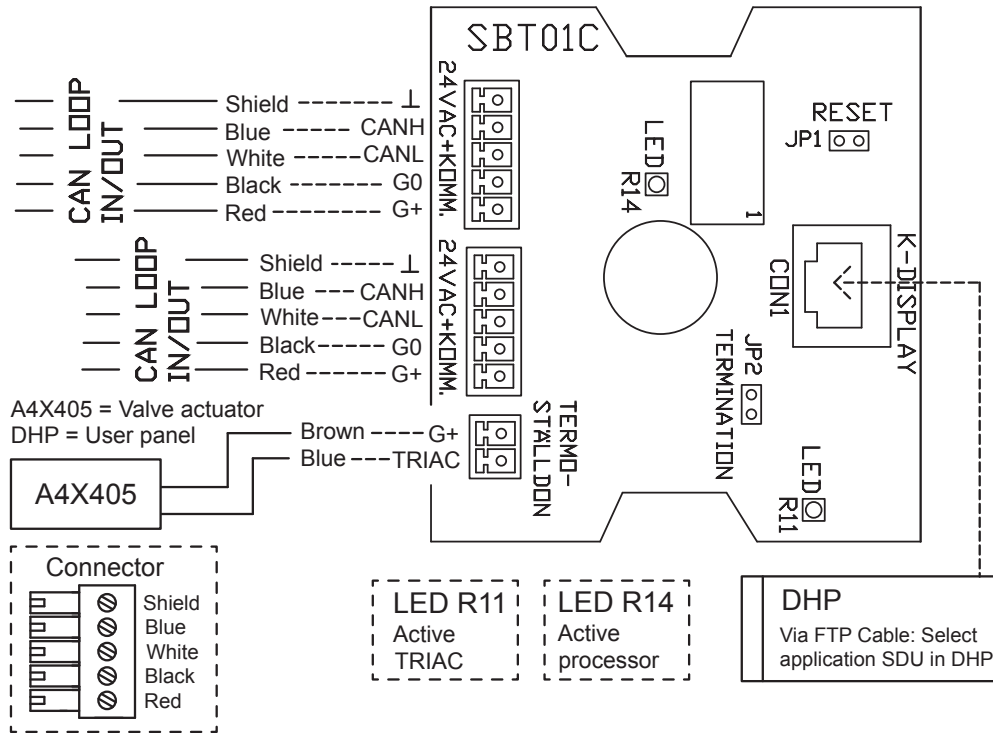 SBT01C
24VAC+KOMM.
CAN LOOP
IN/OUT
Shield ⊥
Blue CANH
White CANL
Black G0
Red G+
LED
R14
1
RESET
JP1
24VAC+KOMM.
CAN LOOP
IN/OUT
Shield ⊥
Blue CANH
White CANL
Black G0
Red G+
K-DISPLAY
CON1
JP2
TERMINATION
A4X405 = Valve actuator
DHP = User panel
A4X405
Brown G+
Blue TRIAC
TERMO-
STÄLLDON
LED
R11
Connector
Shield
Blue
White
Black
Red
LED R11
Active
TRIAC
LED R14
Active
processor
DHP
Via FTP Cable: Select
application SDU in DHP